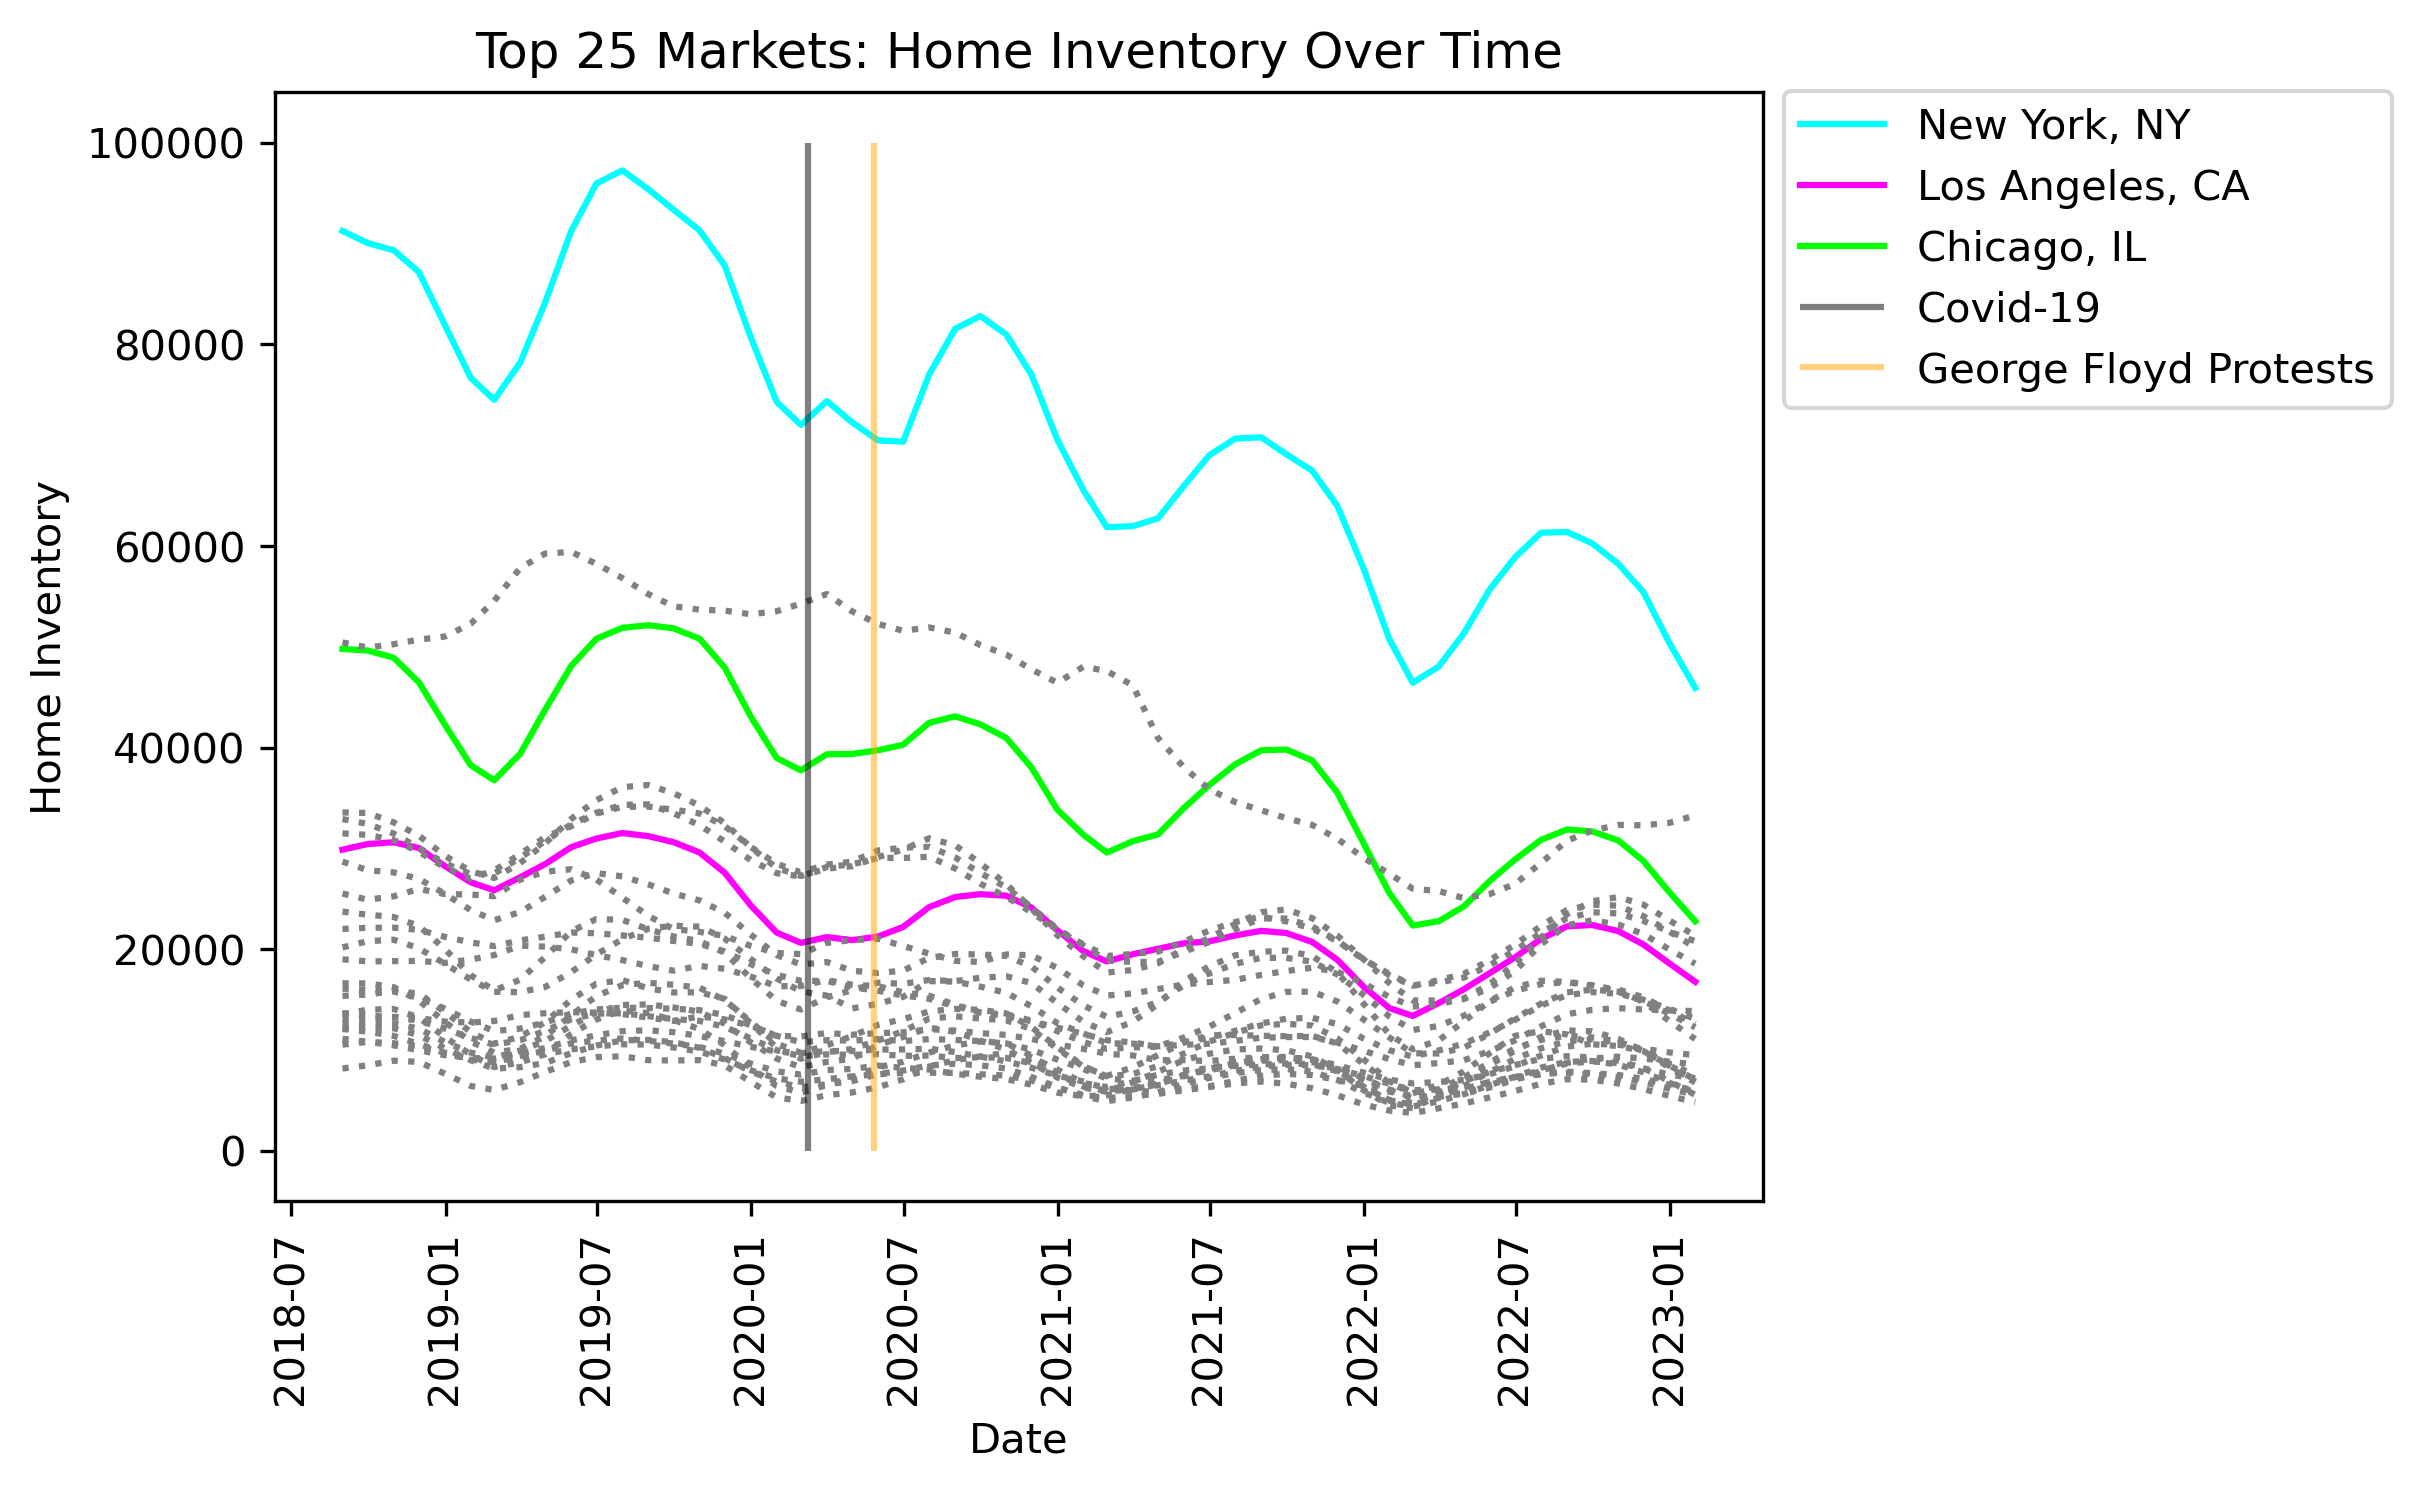 Top 25 Markets: Home Inventory Over Time
New York, NY
Los Angeles, CA
Chicago, IL
Covid-19
George Floyd Protests
Home Inventory
100000
80000
60000
40000
20000
0
2018-07
2019-01
2019-07
2020-01
2020-07
2021-01
2021-07
2022-01
2022-07
2023-01
Date